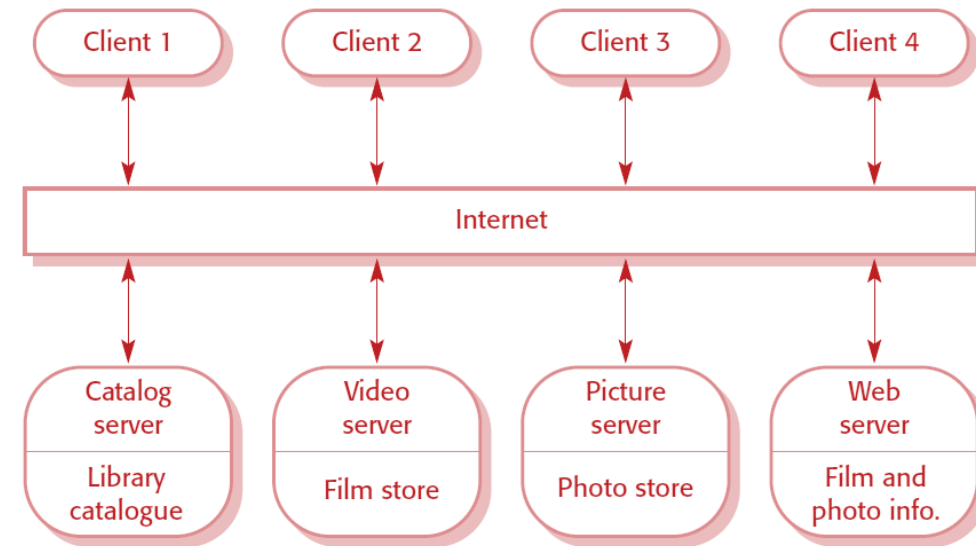 Client 1
Client 2
Client 3
Client 4
Internet
Catalog
server
Library
catalogue
Video
server
Film store
Picture
server
Photo store
Web
server
Film and
photo info.